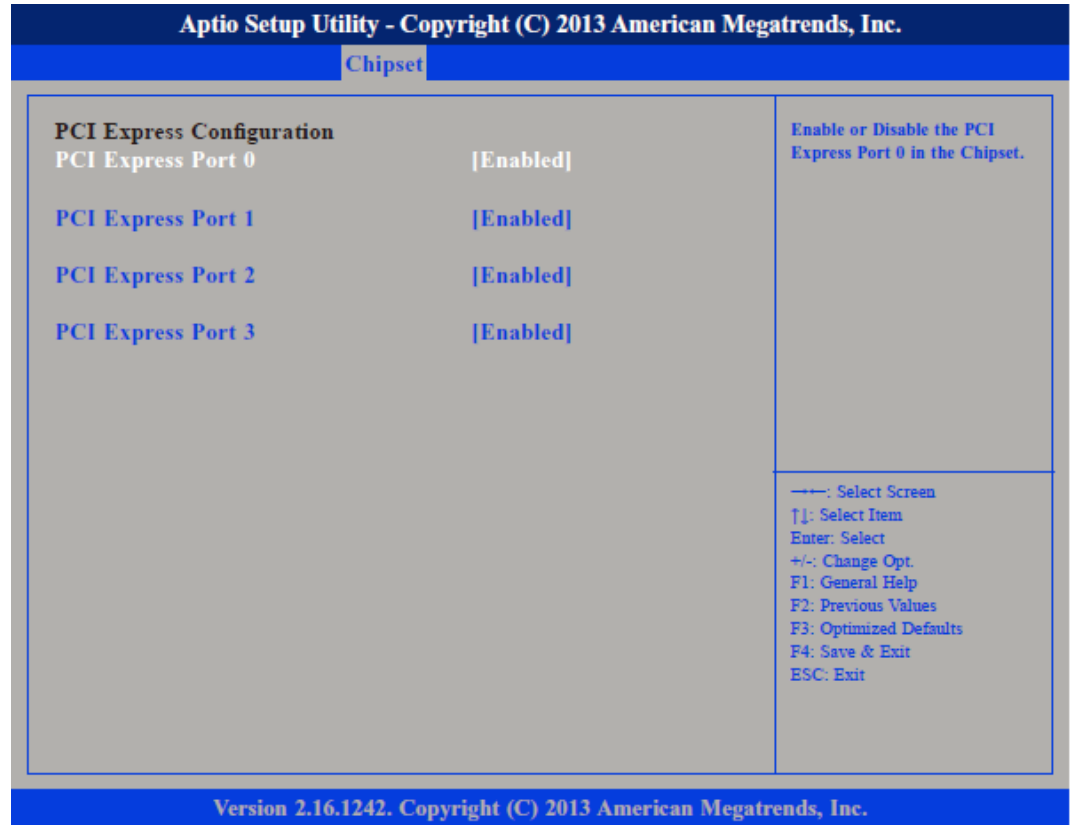 Aptio Setup Utility - Copyright (C) 2013 American Megatrends, Inc.
Chipset
PCI Express Configuration
PCI Express Port 0 [Enabled]
PCI Express Port 1 [Enabled]
PCI Express Port 2 [Enabled]
PCI Express Port 3 [Enabled]
Enable or Disable the PCI
Express Port 0 in the Chipset.
→←: Select Screen
↑↓: Select Item
Enter: Select
+/-: Change Opt.
F1: General Help
F2: Previous Values
F3: Optimized Defaults
F4: Save & Exit
ESC: Exit
Version 2.16.1242. Copyright (C) 2013 American Megatrends, Inc.